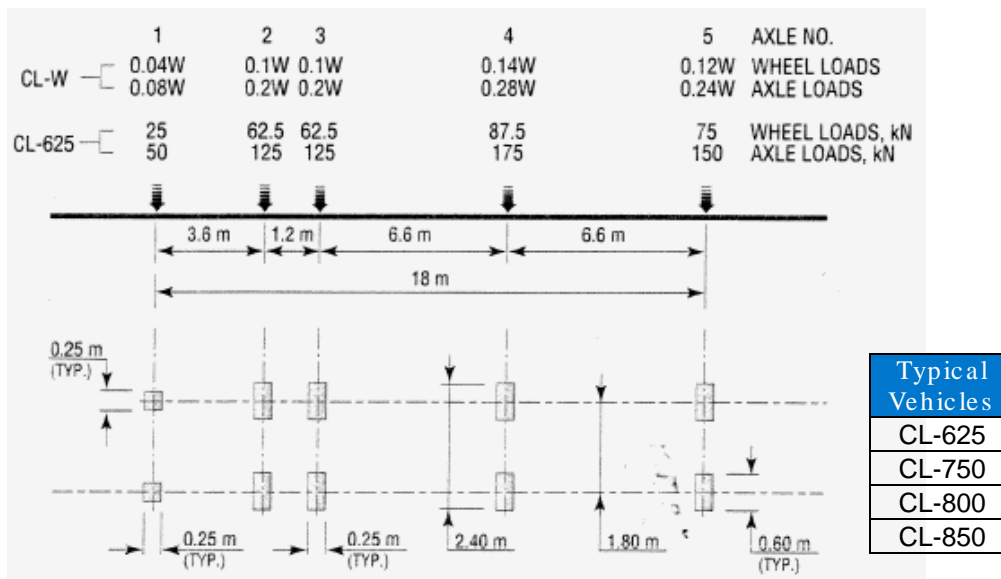 1 2 3 4 5 AXLE NO.
CL-W 0.04W 0.1W 0.1W 0.14W 0.12W WHEEL LOADS
0.08W 0.2W 0.2W 0.28W 0.24W AXLE LOADS
CL-625 25 62.5 62.5 87.5 75 WHEEL LOADS, kN
50 125 125 175 150 AXLE LOADS, kN
3.6 m 1.2 m 6.6 m 6.6 m
18 m
0.25 m
(TYP.)
0.25 m 0.25 m 2.40 m 1.80 m 0.60 m
(TYP.) (TYP.) (TYP.)
Typical
Vehicles
CL-625
CL-750
CL-800
CL-850